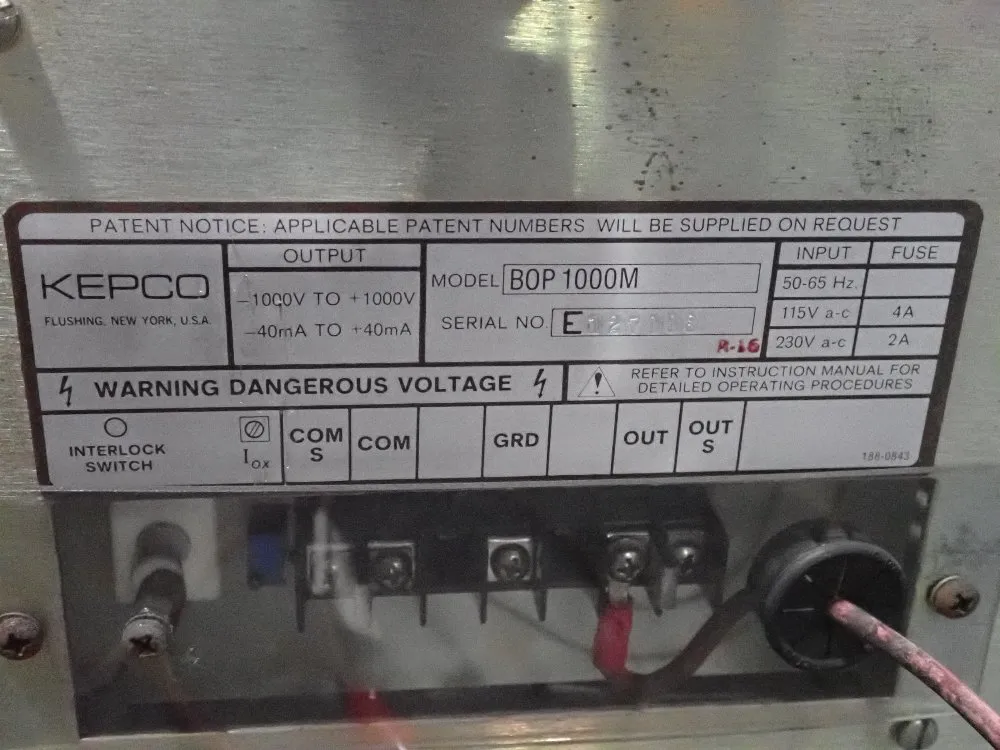 PATENT NOTICE: APPLICABLE PATENT NUMBERS WILL BE SUPPLIED ON REQUEST
KEPCO
FLUSHING, NEW YORK, U.S.A.
OUTPUT
–1000V TO +1000V
–40mA TO +40mA
MODEL BOP 1000M
SERIAL NO. E
R-16
INPUT FUSE
50-65 Hz.
115V a-c 4A
230V a-c 2A
WARNING DANGEROUS VOLTAGE
REFER TO INSTRUCTION MANUAL FOR
DETAILED OPERATING PROCEDURES
INTERLOCK
SWITCH
IOX
COM
S
COM
GRD
OUT
OUT
S
188-0843